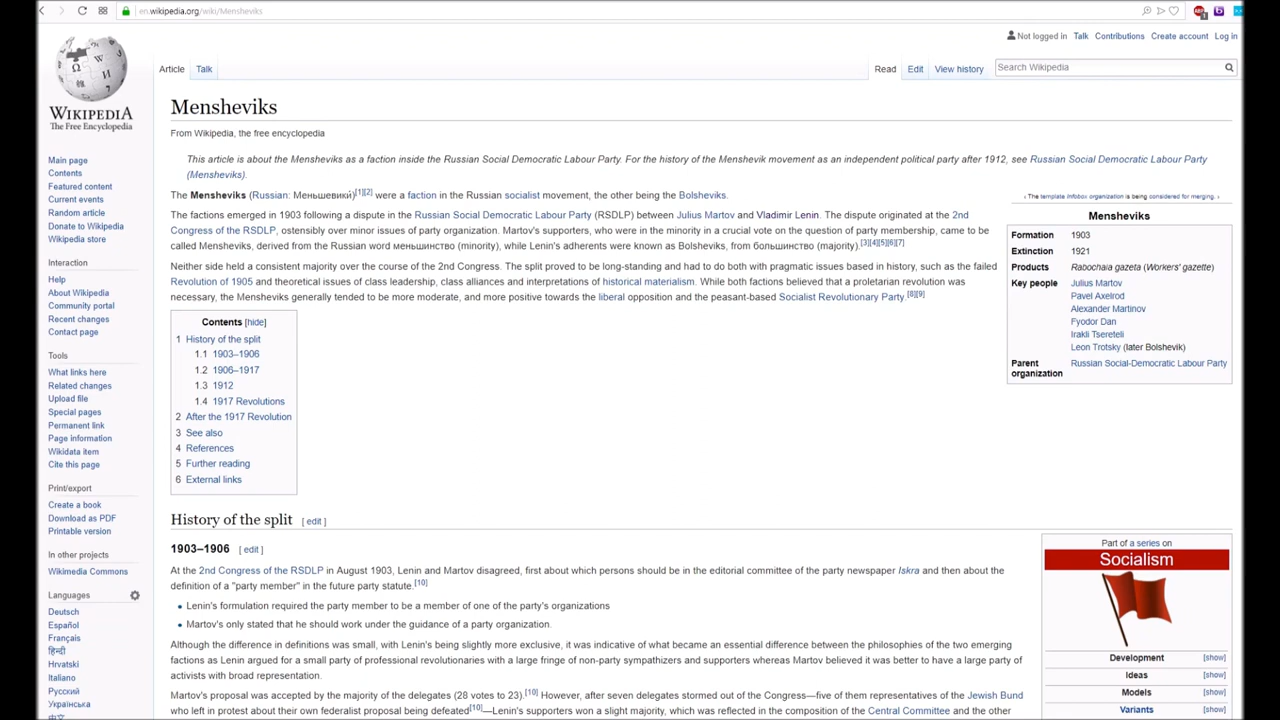 en.wikipedia.org/wiki/Mensheviks
Not logged in Talk Contributions Create account Log in
Article Talk Read Edit View history Search Wikipedia
WIKIPEDIA
The Free Encyclopedia
Main page
Contents
Featured content
Current events
Random article
Donate to Wikipedia
Wikipedia store
Interaction
Help
About Wikipedia
Community portal
Recent changes
Contact page
Tools
What links here
Related changes
Upload file
Special pages
Permanent link
Page information
Wikidata item
Cite this page
Print/export
Create a book
Download as PDF
Printable version
In other projects
Wikimedia Commons
Languages
Deutsch
Español
Français
हिन्दी
Hrvatski
Italiano
Русский
Українська
中文
Mensheviks
From Wikipedia, the free encyclopedia
This article is about the Mensheviks as a faction inside the Russian Social Democratic Labour Party. For the history of the Menshevik movement as an independent political party after 1912, see Russian Social Democratic Labour Party
(Mensheviks).
The Mensheviks (Russian: Меньшевики́)[1][2] were a faction in the Russian socialist movement, the other being the Bolsheviks.
The factions emerged in 1903 following a dispute in the Russian Social Democratic Labour Party (RSDLP) between Julius Martov and Vladimir Lenin. The dispute originated at the 2nd
Congress of the RSDLP, ostensibly over minor issues of party organization. Martov's supporters, who were in the minority in a crucial vote on the question of party membership, came to be
called Mensheviks, derived from the Russian word меньшинство (minority), while Lenin's adherents were known as Bolsheviks, from большинство (majority).[3][4][5][6][7]
Neither side held a consistent majority over the course of the 2nd Congress. The split proved to be long-standing and had to do both with pragmatic issues based in history, such as the failed
Revolution of 1905 and theoretical issues of class leadership, class alliances and interpretations of historical materialism. While both factions believed that a proletarian revolution was
necessary, the Mensheviks generally tended to be more moderate, and more positive towards the liberal opposition and the peasant-based Socialist Revolutionary Party.[8][9]
Contents [hide]
1 History of the split
1.1 1903–1906
1.2 1906–1917
1.3 1912
1.4 1917 Revolutions
2 After the 1917 Revolution
3 See also
4 References
5 Further reading
6 External links
‹ The template Infobox organization is being considered for merging. ›
Mensheviks
Formation 1903
Extinction 1921
Products Rabochaia gazeta (Workers' gazette)
Key people Julius Martov
Pavel Axelrod
Alexander Martinov
Fyodor Dan
Irakli Tsereteli
Leon Trotsky (later Bolshevik)
Parent Russian Social-Democratic Labour Party
organization
History of the split [ edit ]
1903–1906 [ edit ]
At the 2nd Congress of the RSDLP in August 1903, Lenin and Martov disagreed, first about which persons should be in the editorial committee of the party newspaper Iskra and then about the
definition of a "party member" in the future party statute.[10]
• Lenin's formulation required the party member to be a member of one of the party's organizations
• Martov's only stated that he should work under the guidance of a party organization.
Although the difference in definitions was small, with Lenin's being slightly more exclusive, it was indicative of what became an essential difference between the philosophies of the two emerging
factions as Lenin argued for a small party of professional revolutionaries with a large fringe of non-party sympathizers and supporters whereas Martov believed it was better to have a large party of
activists with broad representation.
Martov's proposal was accepted by the majority of the delegates (28 votes to 23).[10] However, after seven delegates stormed out of the Congress—five of them representatives of the Jewish Bund
who left in protest about their own federalist proposal being defeated[10]—Lenin's supporters won a slight majority, which was reflected in the composition of the Central Committee and the other
Part of a series on
Socialism
Development [show]
Ideas [show]
Models [show]
Variants [show]